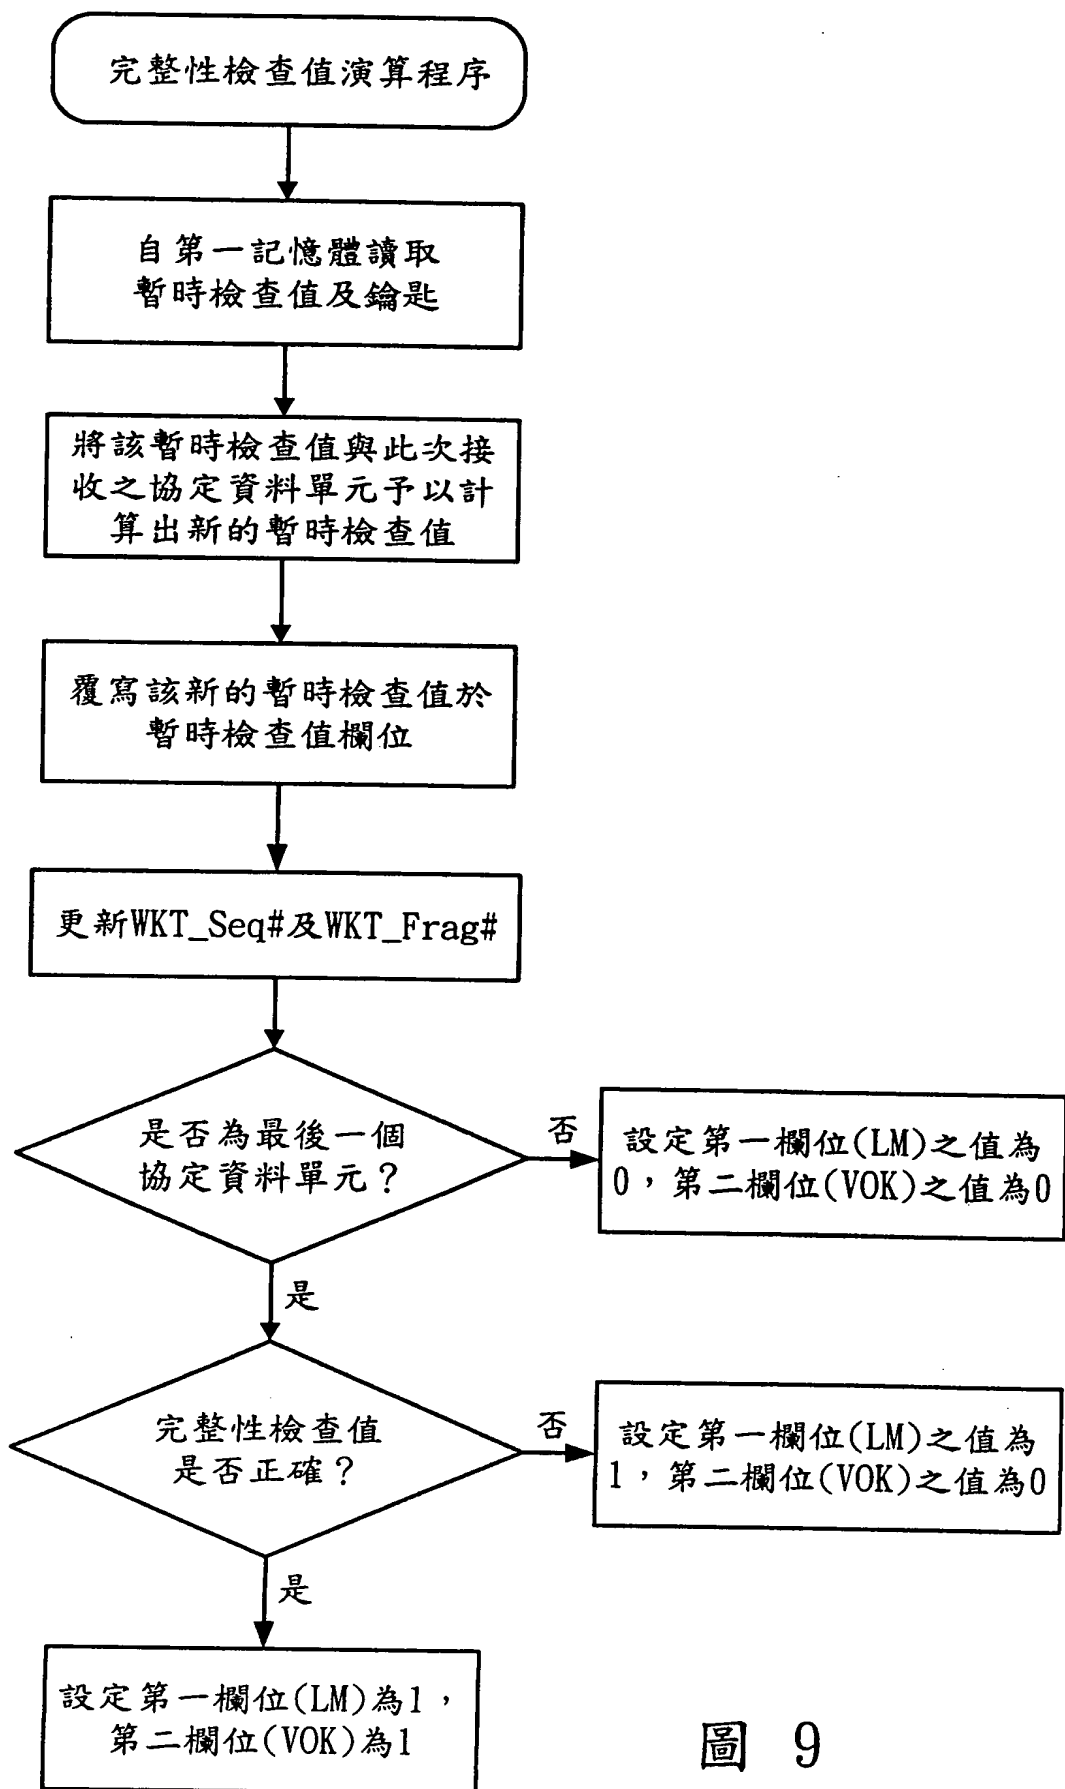 完整性檢查值演算程序
自第一記憶體讀取
暫時檢查值及鑰匙
將該暫時檢查值與此次接
收之協定資料單元予以計
算出新的暫時檢查值
覆寫該新的暫時檢查值於
暫時檢查值欄位
更新WKT_Seq#及WKT_Frag#
是否為最後一個
協定資料單元？
否
設定第一欄位(LM)之值為
0，第二欄位(VOK)之值為0
是
完整性檢查值
是否正確？
否
設定第一欄位(LM)之值為
1，第二欄位(VOK)之值為0
是
設定第一欄位(LM)為1，
第二欄位(VOK)為1
圖 9